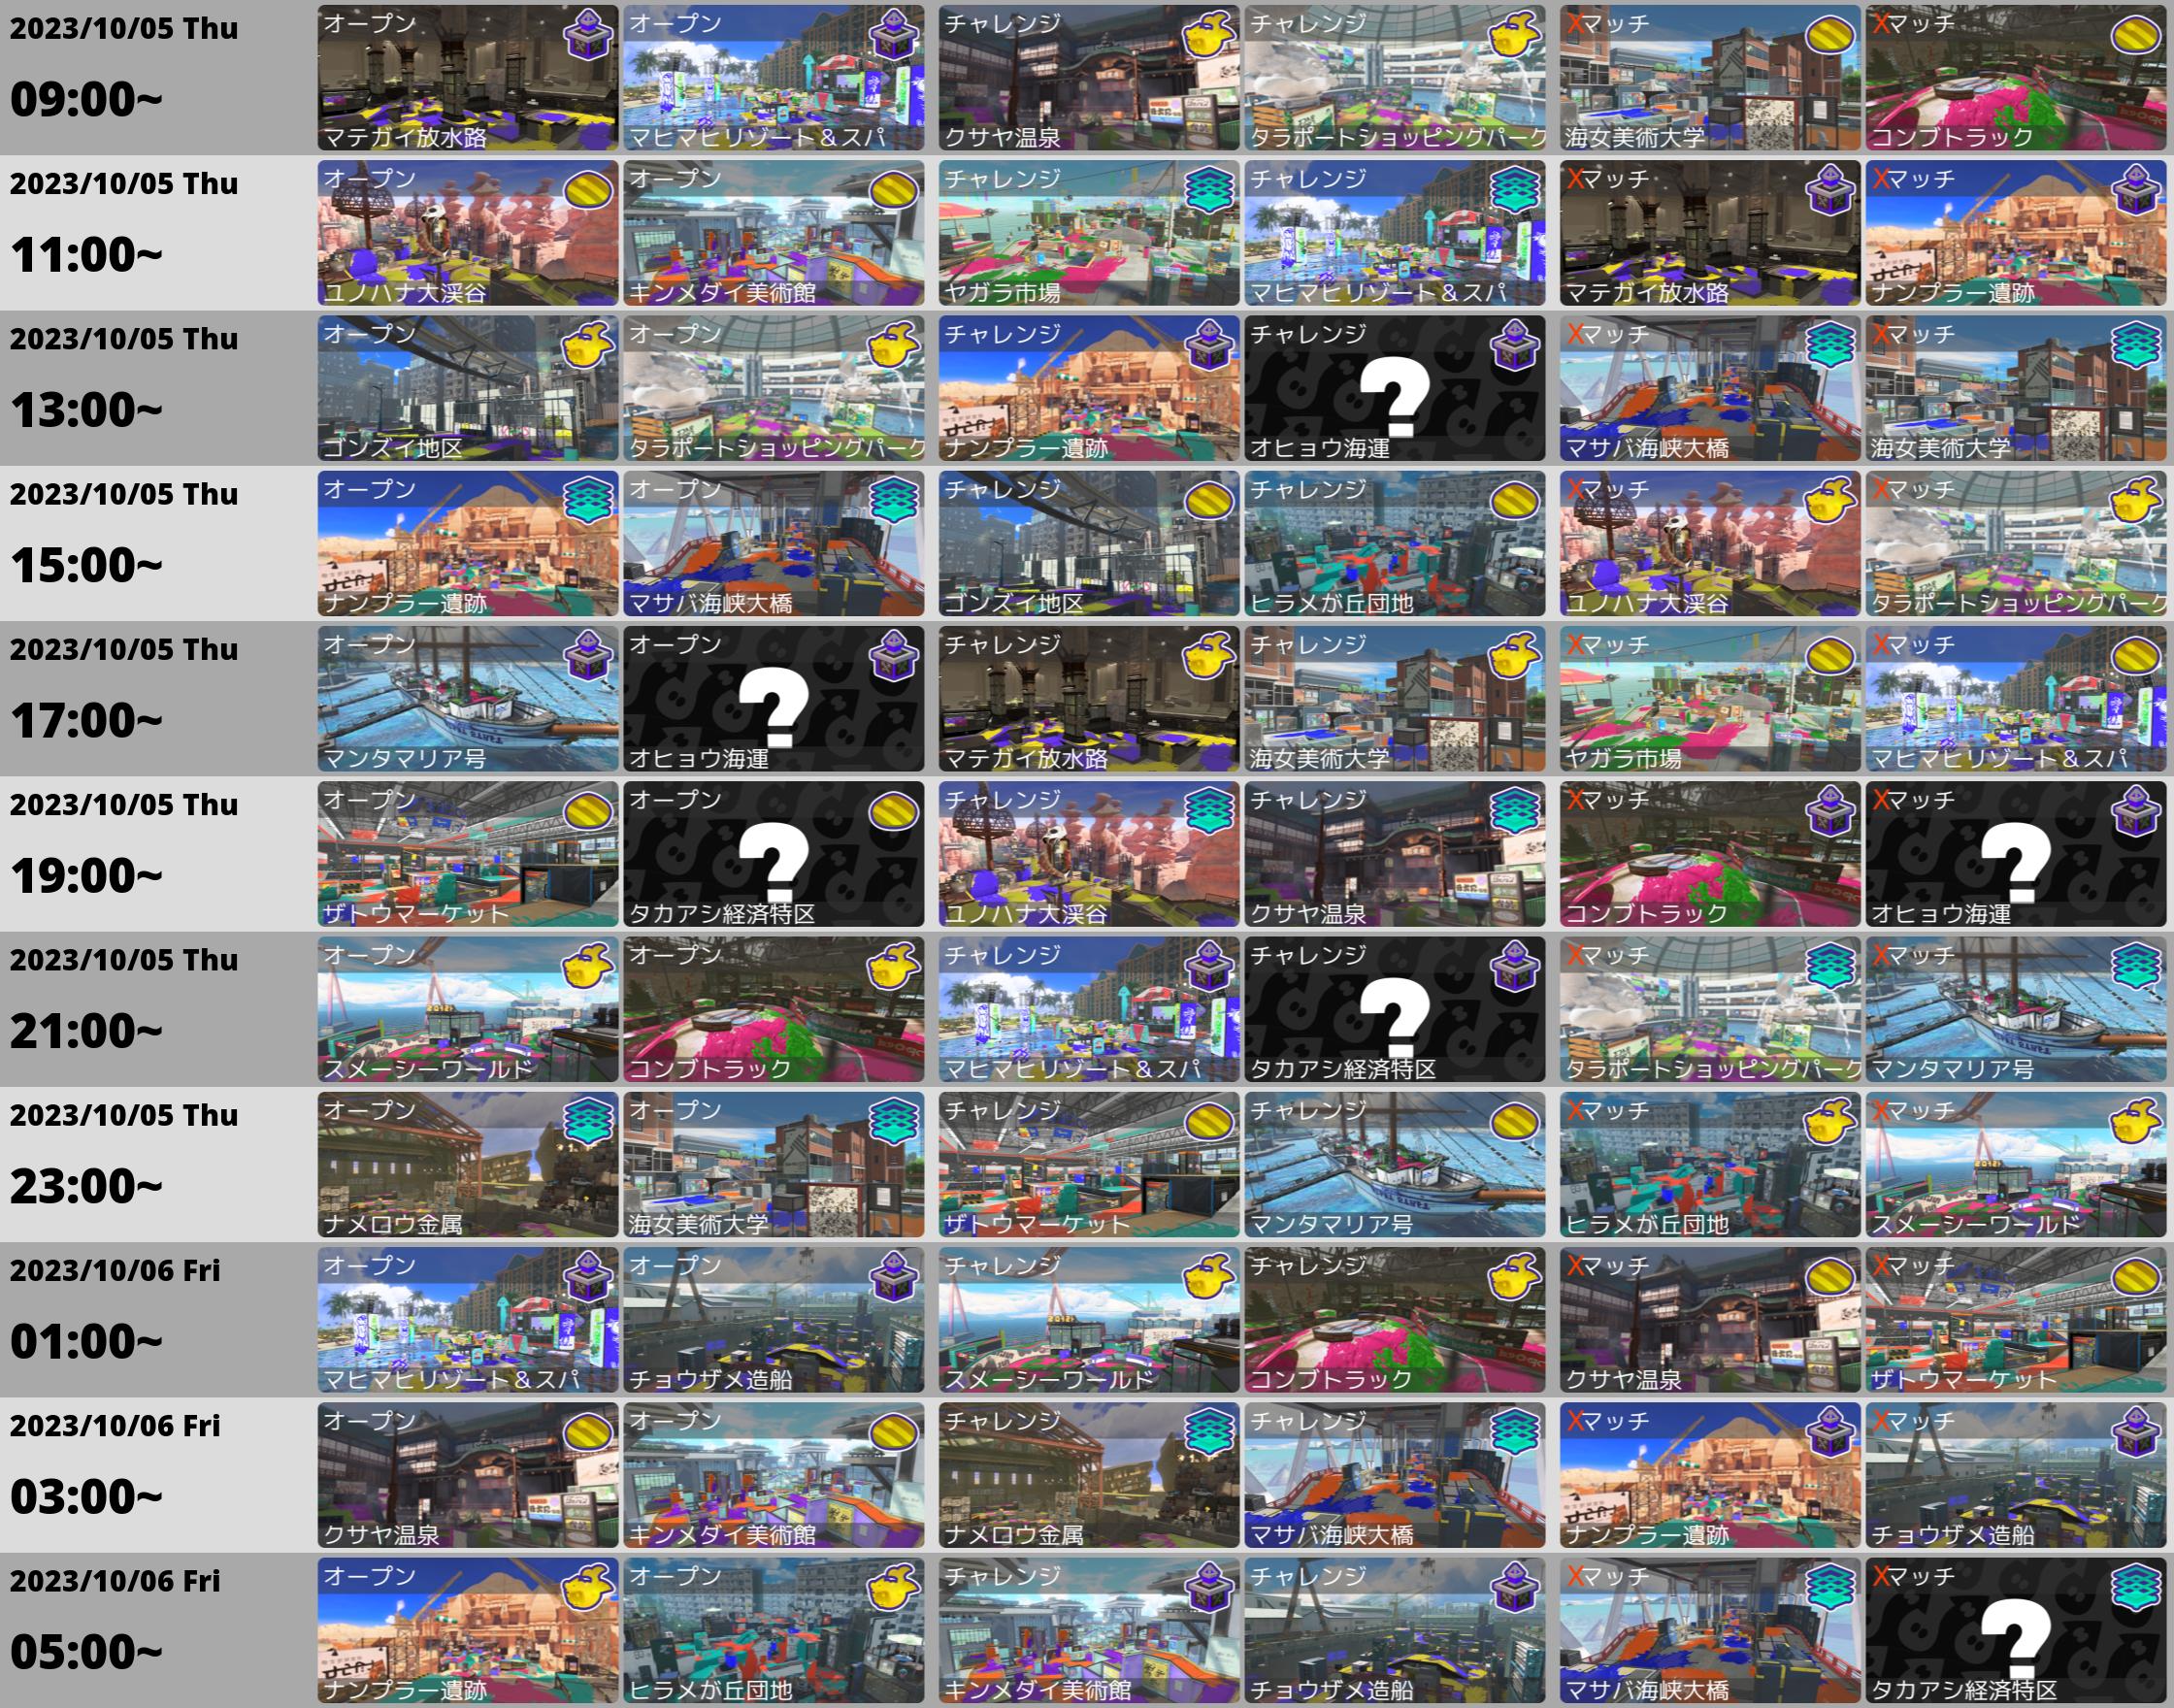 2023/10/05 Thu
09:00~
オープン オープン チャレンジ チャレンジ Xマッチ Xマッチ
マテガイ放水路 マヒマヒリゾート＆スパ クサヤ温泉 タラポートショッピングパーク 海女美術大学 コンブトラック
2023/10/05 Thu
11:00~
オープン オープン チャレンジ チャレンジ Xマッチ Xマッチ
ユノハナ大渓谷 キンメダイ美術館 ヤガラ市場 マヒマヒリゾート＆スパ マテガイ放水路 ナンプラー遺跡
2023/10/05 Thu
13:00~
オープン オープン チャレンジ チャレンジ Xマッチ Xマッチ
?
ゴンズイ地区 タラポートショッピングパーク ナンプラー遺跡 オヒョウ海運 マサバ海峡大橋 海女美術大学
2023/10/05 Thu
15:00~
オープン オープン チャレンジ チャレンジ Xマッチ Xマッチ
ナンプラー遺跡 マサバ海峡大橋 ゴンズイ地区 ヒラメが丘団地 ユノハナ大渓谷 タラポートショッピングパーク
2023/10/05 Thu
17:00~
オープン オープン チャレンジ チャレンジ Xマッチ Xマッチ
?
マンタマリア号 オヒョウ海運 マテガイ放水路 海女美術大学 ヤガラ市場 マヒマヒリゾート＆スパ
2023/10/05 Thu
19:00~
オープン オープン チャレンジ チャレンジ Xマッチ Xマッチ
? ?
ザトウマーケット タカアシ経済特区 ユノハナ大渓谷 クサヤ温泉 コンブトラック オヒョウ海運
2023/10/05 Thu
21:00~
オープン オープン チャレンジ チャレンジ Xマッチ Xマッチ
?
スメーシーワールド コンブトラック マヒマヒリゾート＆スパ タカアシ経済特区 タラポートショッピングパーク マンタマリア号
2023/10/05 Thu
23:00~
オープン オープン チャレンジ チャレンジ Xマッチ Xマッチ
ナメロウ金属 海女美術大学 ザトウマーケット マンタマリア号 ヒラメが丘団地 スメーシーワールド
2023/10/06 Fri
01:00~
オープン オープン チャレンジ チャレンジ Xマッチ Xマッチ
マヒマヒリゾート＆スパ チョウザメ造船 スメーシーワールド コンブトラック クサヤ温泉 ザトウマーケット
2023/10/06 Fri
03:00~
オープン オープン チャレンジ チャレンジ Xマッチ Xマッチ
クサヤ温泉 キンメダイ美術館 ナメロウ金属 マサバ海峡大橋 ナンプラー遺跡 チョウザメ造船
2023/10/06 Fri
05:00~
オープン オープン チャレンジ チャレンジ Xマッチ Xマッチ
?
ナンプラー遺跡 ヒラメが丘団地 キンメダイ美術館 チョウザメ造船 マサバ海峡大橋 タカアシ経済特区